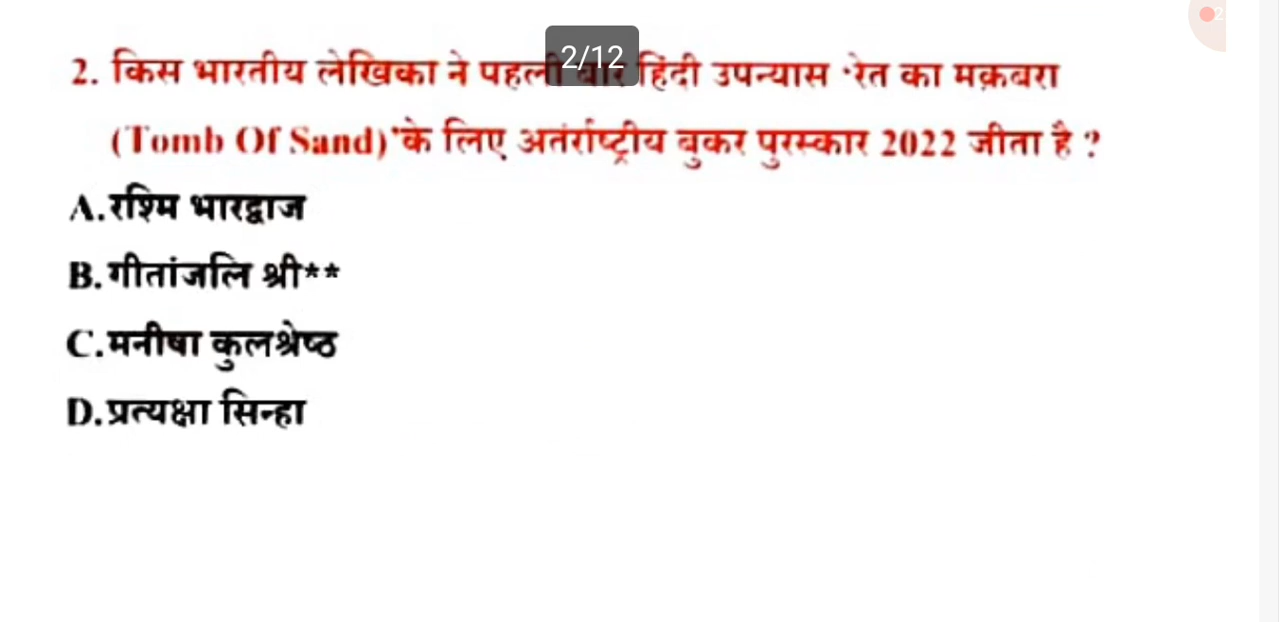 2/12
2. किस भारतीय लेखिका ने पहली बार हिंदी उपन्यास 'रेत का मक़बरा
(Tomb Of Sand)'के लिए अतंर्राष्ट्रीय बुकर पुरस्कार 2022 जीता है ?
A.रश्मि भारद्वाज
B.गीतांजलि श्री**
C.मनीषा कुलश्रेष्ठ
D.प्रत्यक्षा सिन्हा